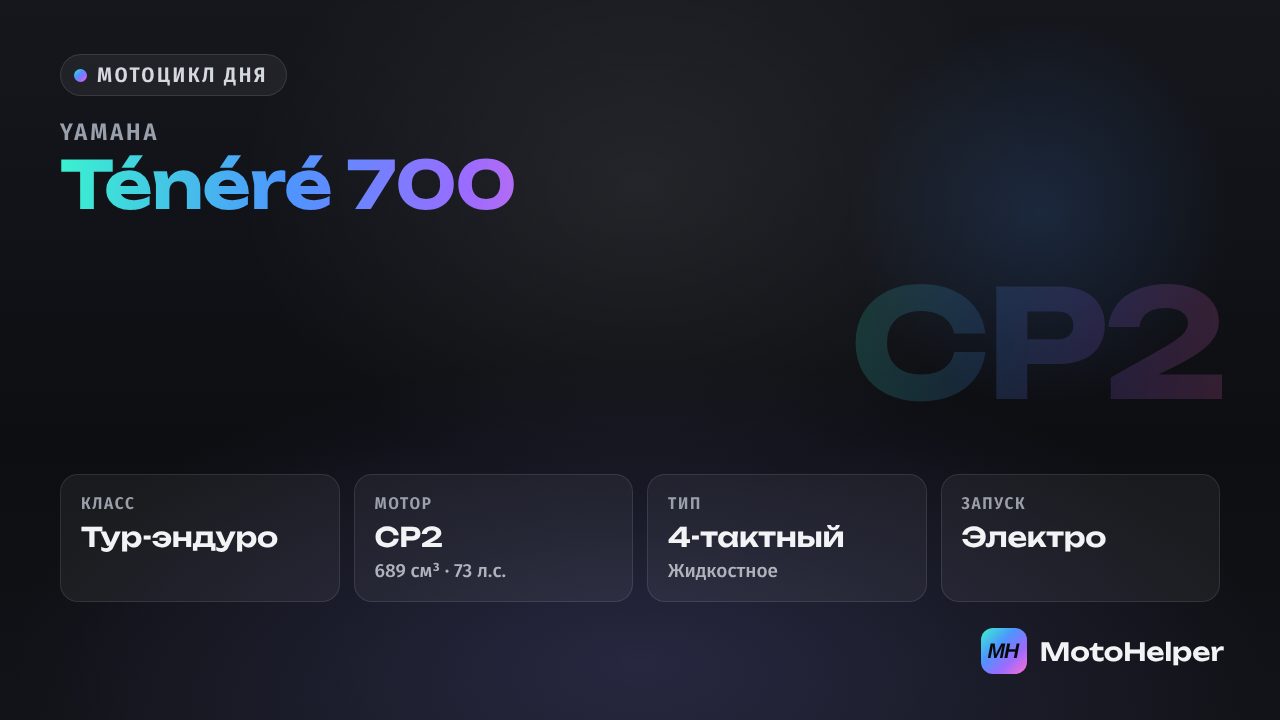 МОТОЦИКЛ ДНЯ
YAMAHA
Ténéré 700
CP2
КЛАСС
Тур-эндуро
МОТОР
CP2
689 см³ · 73 л.с.
ТИП
4-тактный
Жидкостное
ЗАПУСК
Электро
MH MotoHelper